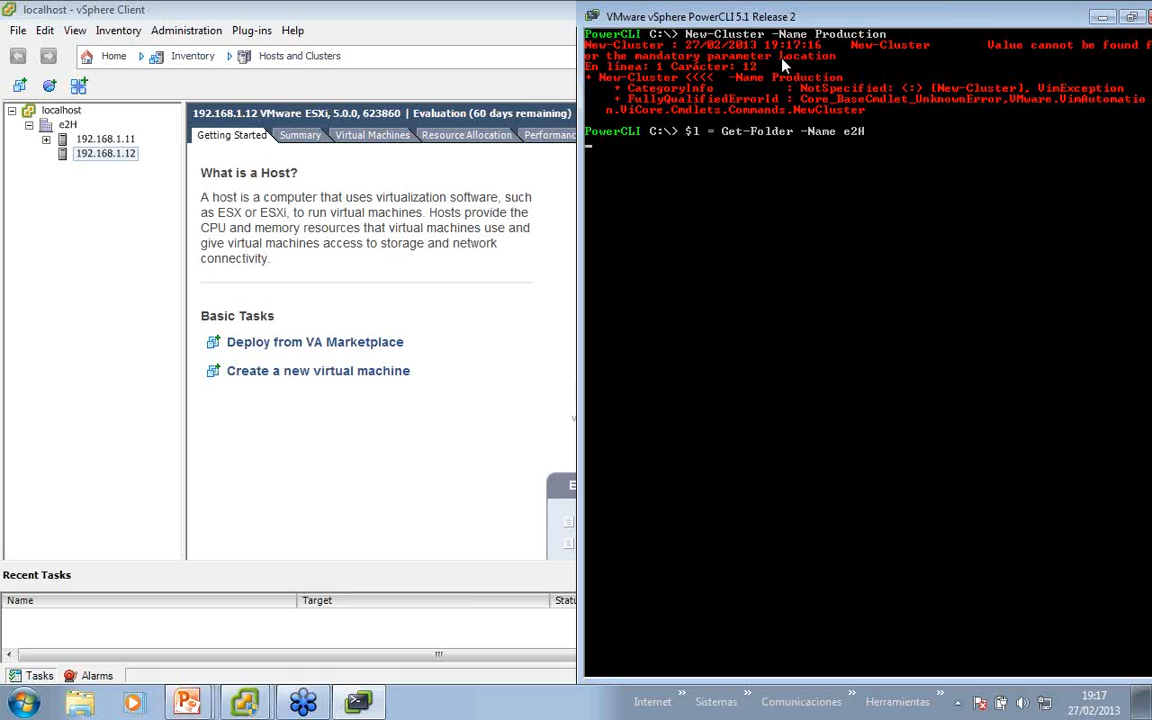 localhost - vSphere Client
File Edit View Inventory Administration Plug-ins Help
Home Inventory Hosts and Clusters
localhost
e2H
192.168.1.11
192.168.1.12
192.168.1.12 VMware ESXi, 5.0.0, 623860 | Evaluation (60 days remaining)
Getting Started Summary Virtual Machines Resource Allocation Performanc
What is a Host?
A host is a computer that uses virtualization software, such
as ESX or ESXi, to run virtual machines. Hosts provide the
CPU and memory resources that virtual machines use and
give virtual machines access to storage and network
connectivity.
Basic Tasks
Deploy from VA Marketplace
Create a new virtual machine
v
E
Recent Tasks
Name Target Statu
Tasks Alarms
VMware vSphere PowerCLI 5.1 Release 2
PowerCLI C:\> New-Cluster -Name Production
New-Cluster : 27/02/2013 19:17:16 New-Cluster Value cannot be found f
or the mandatory parameter Location
En línea: 1 Carácter: 12
+ New-Cluster <<<< -Name Production
+ CategoryInfo : NotSpecified: (:) [New-Cluster], VimException
+ FullyQualifiedErrorId : Core_BaseCmdlet_UnknownError,VMware.VimAutomatio
n.ViCore.Cmdlets.Commands.NewCluster
PowerCLI C:\> $l = Get-Folder -Name e2H
Internet Sistemas Comunicaciones Herramientas
19:17
27/02/2013